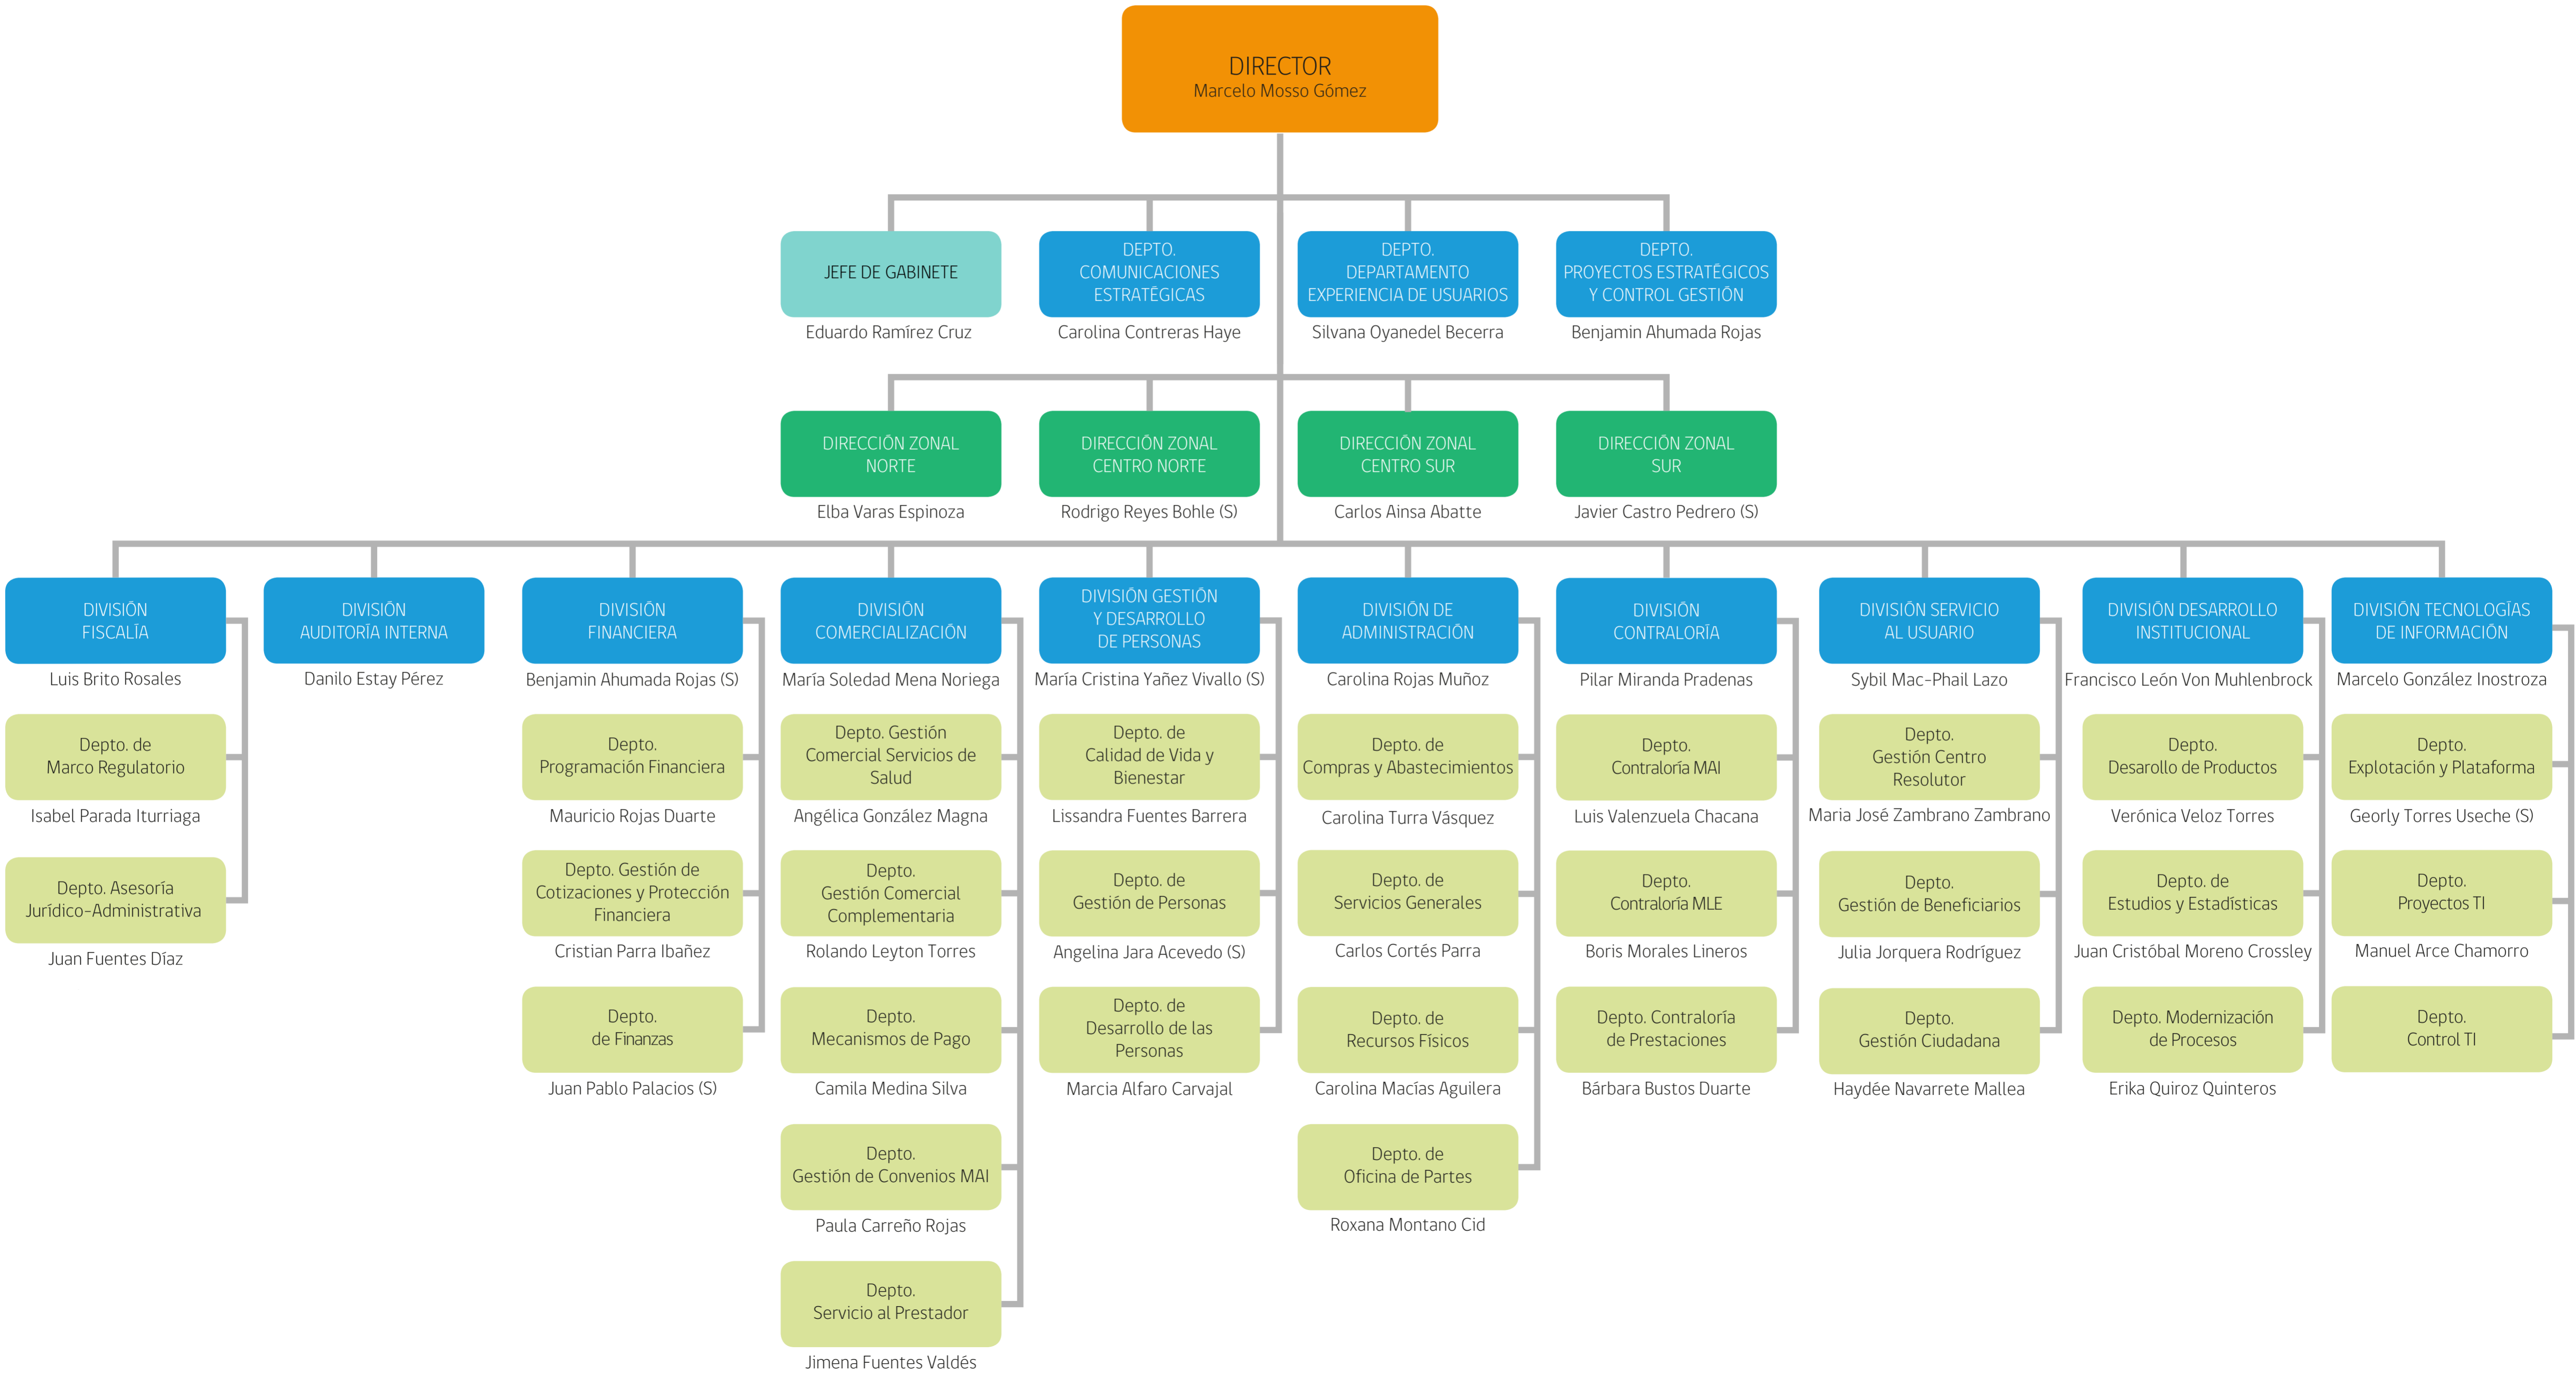 DIRECTOR
Marcelo Mosso Gómez
JEFE DE GABINETE
Eduardo Ramírez Cruz
DEPTO.
COMUNICACIONES
ESTRATÉGICAS
Carolina Contreras Haye
DEPTO.
DEPARTAMENTO
EXPERIENCIA DE USUARIOS
Silvana Oyanedel Becerra
DEPTO.
PROYECTOS ESTRATÉGICOS
Y CONTROL GESTIÓN
Benjamin Ahumada Rojas
DIRECCIÓN ZONAL
NORTE
Elba Varas Espinoza
DIRECCIÓN ZONAL
CENTRO NORTE
Rodrigo Reyes Bohle (S)
DIRECCIÓN ZONAL
CENTRO SUR
Carlos Ainsa Abatte
DIRECCIÓN ZONAL
SUR
Javier Castro Pedrero (S)
DIVISIÓN
FISCALÍA
Luis Brito Rosales
Depto. de
Marco Regulatorio
Isabel Parada Iturriaga
Depto. Asesoría
Jurídico-Administrativa
Juan Fuentes Díaz
DIVISIÓN
AUDITORÍA INTERNA
Danilo Estay Pérez
DIVISIÓN
FINANCIERA
Benjamin Ahumada Rojas (S)
Depto.
Programación Financiera
Mauricio Rojas Duarte
Depto. Gestión de
Cotizaciones y Protección
Financiera
Cristian Parra Ibañez
Depto.
de Finanzas
Juan Pablo Palacios (S)
DIVISIÓN
COMERCIALIZACIÓN
María Soledad Mena Noriega
Depto. Gestión
Comercial Servicios de
Salud
Angélica González Magna
Depto.
Gestión Comercial
Complementaria
Rolando Leyton Torres
Depto.
Mecanismos de Pago
Camila Medina Silva
Depto.
Gestión de Convenios MAI
Paula Carreño Rojas
Depto.
Servicio al Prestador
Jimena Fuentes Valdés
DIVISIÓN GESTIÓN
Y DESARROLLO
DE PERSONAS
María Cristina Yañez Vivallo (S)
Depto. de
Calidad de Vida y
Bienestar
Lissandra Fuentes Barrera
Depto. de
Gestión de Personas
Angelina Jara Acevedo (S)
Depto. de
Desarrollo de las
Personas
Marcia Alfaro Carvajal
DIVISIÓN DE
ADMINISTRACIÓN
Carolina Rojas Muñoz
Depto. de
Compras y Abastecimientos
Carolina Turra Vásquez
Depto. de
Servicios Generales
Carlos Cortés Parra
Depto. de
Recursos Físicos
Carolina Macías Aguilera
Depto. de
Oficina de Partes
Roxana Montano Cid
DIVISIÓN
CONTRALORÍA
Pilar Miranda Pradenas
Depto.
Contraloría MAI
Luis Valenzuela Chacana
Depto.
Contraloría MLE
Boris Morales Lineros
Depto. Contraloría
de Prestaciones
Bárbara Bustos Duarte
DIVISIÓN SERVICIO
AL USUARIO
Sybil Mac-Phail Lazo
Depto.
Gestión Centro
Resolutor
Maria José Zambrano Zambrano
Depto.
Gestión de Beneficiarios
Julia Jorquera Rodríguez
Depto.
Gestión Ciudadana
Haydée Navarrete Mallea
DIVISIÓN DESARROLLO
INSTITUCIONAL
Francisco León Von Muhlenbrock
Depto.
Desarollo de Productos
Verónica Veloz Torres
Depto. de
Estudios y Estadísticas
Juan Cristóbal Moreno Crossley
Depto. Modernización
de Procesos
Erika Quiroz Quinteros
DIVISIÓN TECNOLOGÍAS
DE INFORMACIÓN
Marcelo González Inostroza
Depto.
Explotación y Plataforma
Georly Torres Useche (S)
Depto.
Proyectos TI
Manuel Arce Chamorro
Depto.
Control TI